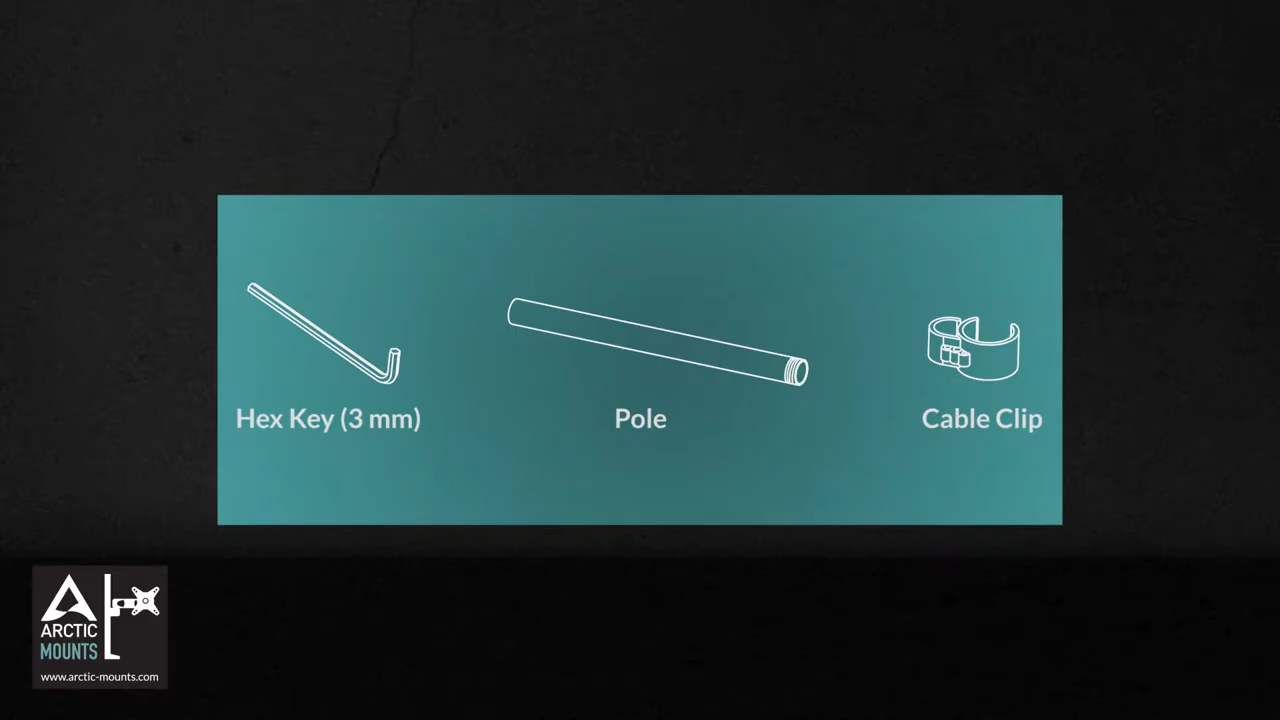 Hex Key (3 mm)
Pole
Cable Clip
ARCTIC
MOUNTS
www.arctic-mounts.com